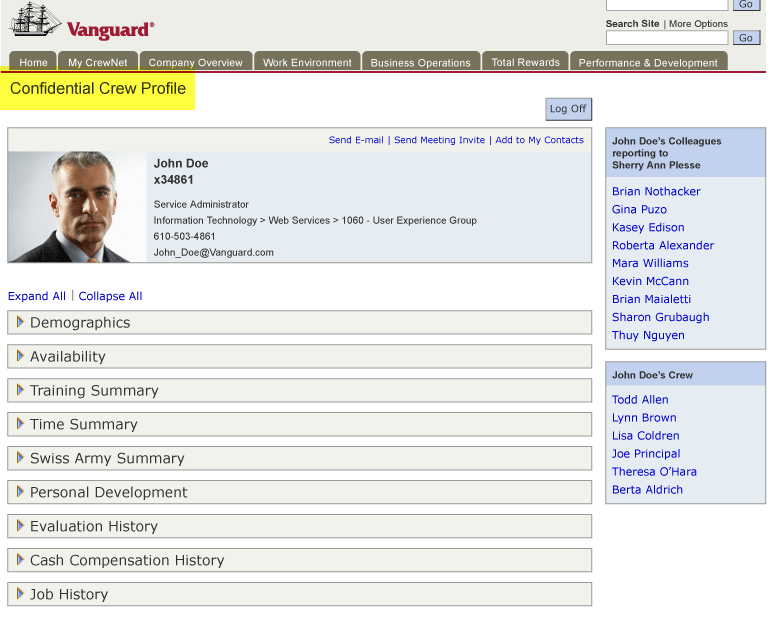 Go
Vanguard®
Search Site | More Options
Go
Home
My CrewNet
Company Overview
Work Environment
Business Operations
Total Rewards
Performance & Development
Confidential Crew Profile
Log Off
Send E-mail | Send Meeting Invite | Add to My Contacts
John Doe
x34861
Service Administrator
Information Technology > Web Services > 1060 - User Experience Group
610-503-4861
John_Doe@Vanguard.com
Expand All | Collapse All
Demographics
Availability
Training Summary
Time Summary
Swiss Army Summary
Personal Development
Evaluation History
Cash Compensation History
Job History
John Doe's Colleagues
reporting to
Sherry Ann Plesse
Brian Nothacker
Gina Puzo
Kasey Edison
Roberta Alexander
Mara Williams
Kevin McCann
Brian Maialetti
Sharon Grubaugh
Thuy Nguyen
John Doe's Crew
Todd Allen
Lynn Brown
Lisa Coldren
Joe Principal
Theresa O'Hara
Berta Aldrich